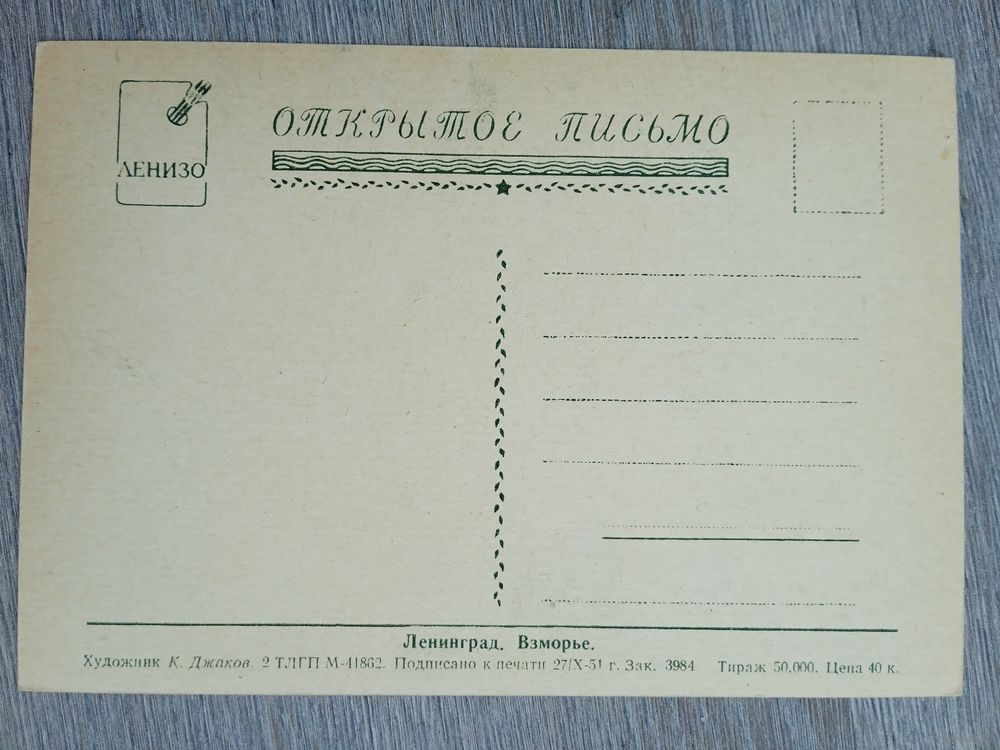 ЛЕНИЗО
ОТКРЫТОЕ ПИСЬМО
Ленинград. Взморье.
Художник К. Джаков. 2 ТЛГП М-41862. Подписано к печати 27/X-51 г. Зак. 3984 Тираж 50.000. Цена 40 к.